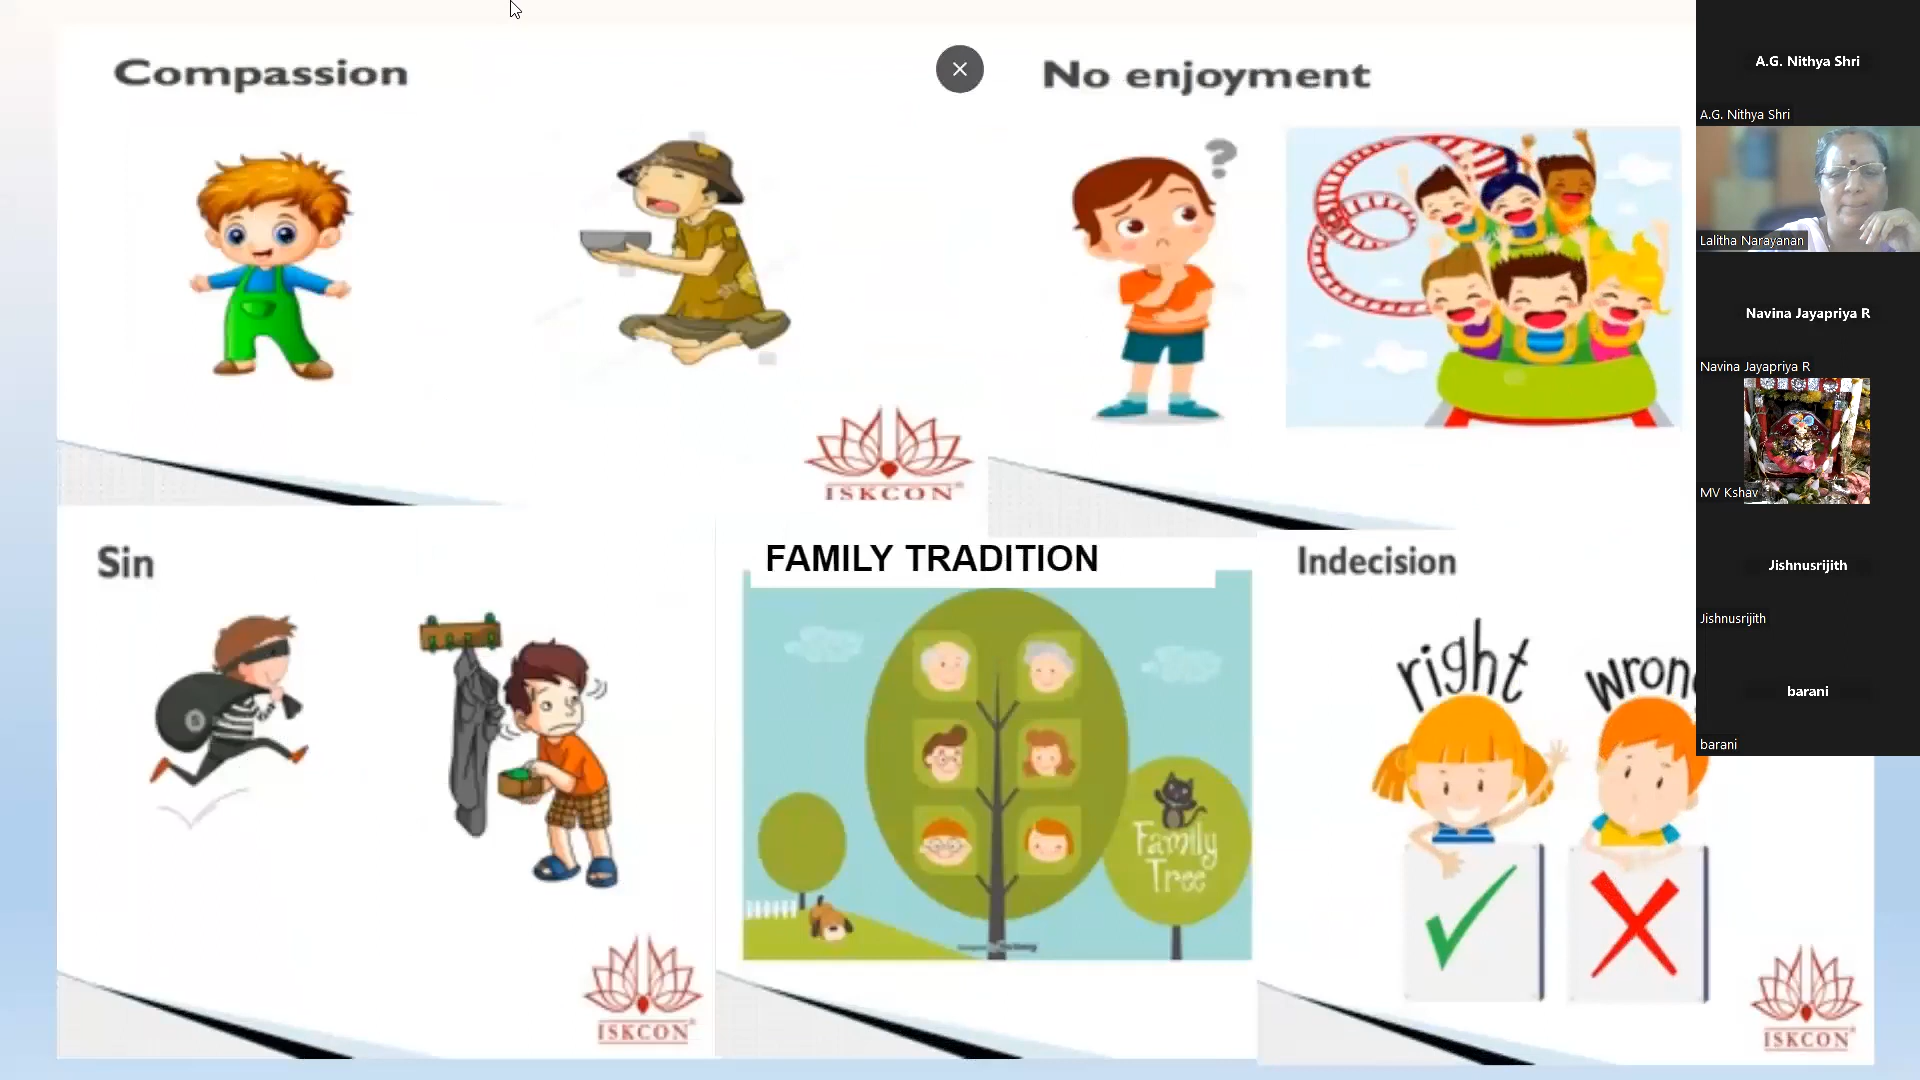 Compassion
No enjoyment
?
ISKCON
Sin
FAMILY TRADITION
Indecision
right
wron
Family
Tree
ISKCON
ISKCON
A.G. Nithya Shri
A.G. Nithya Shri
Lalitha Narayanan
Navina Jayapriya R
Navina Jayapriya R
MV Kshav
Jishnusrijith
Jishnusrijith
barani
barani